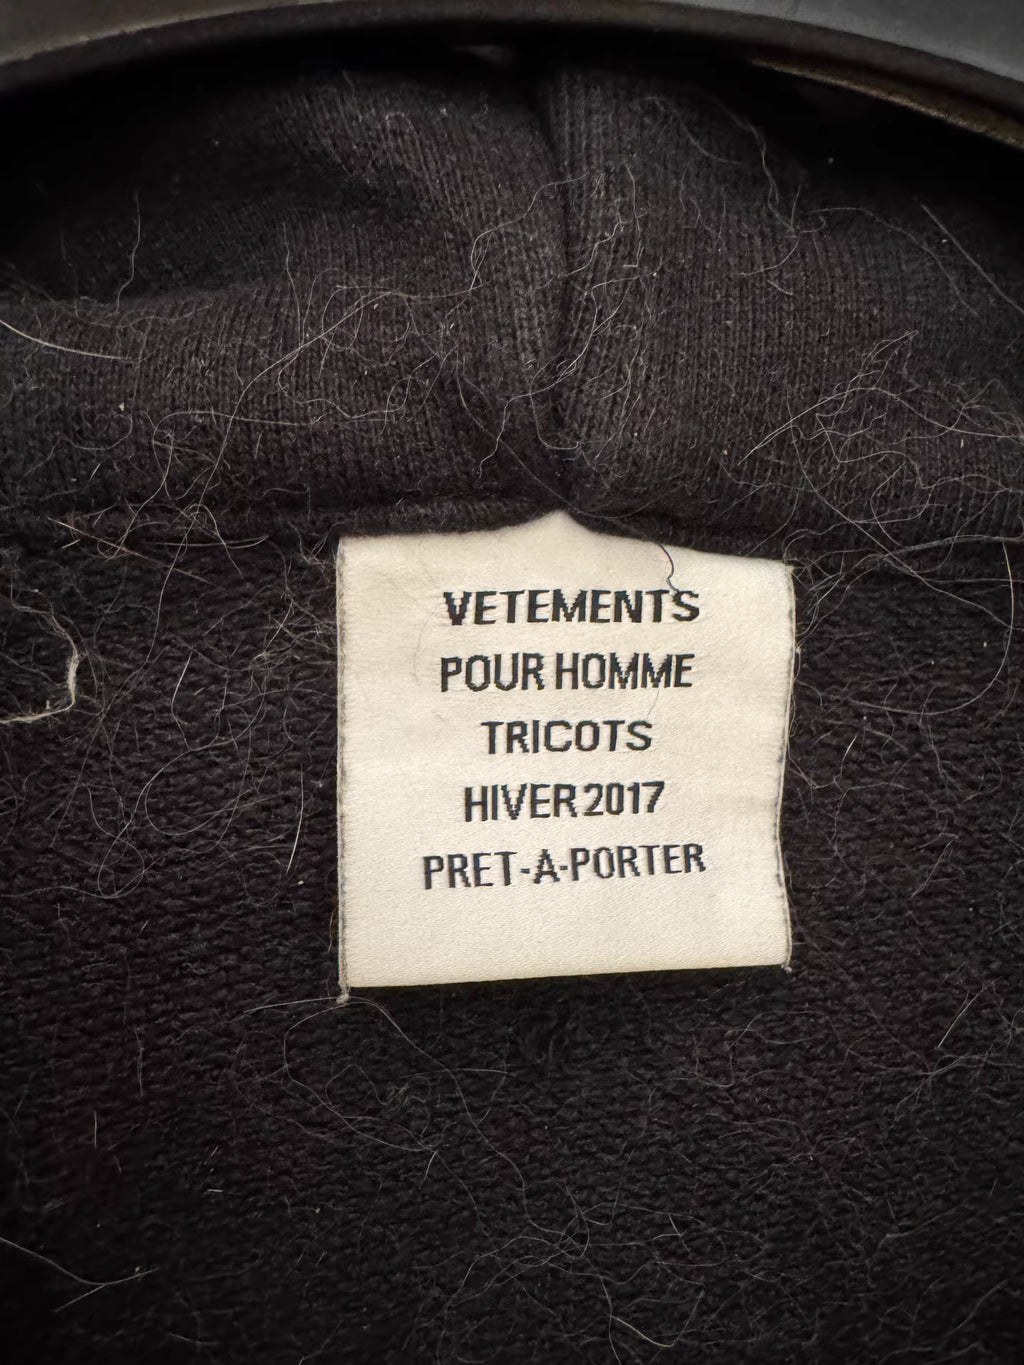 VETEMENTS
POUR HOMME
TRICOTS
HIVER 2017
PRET-A-PORTER